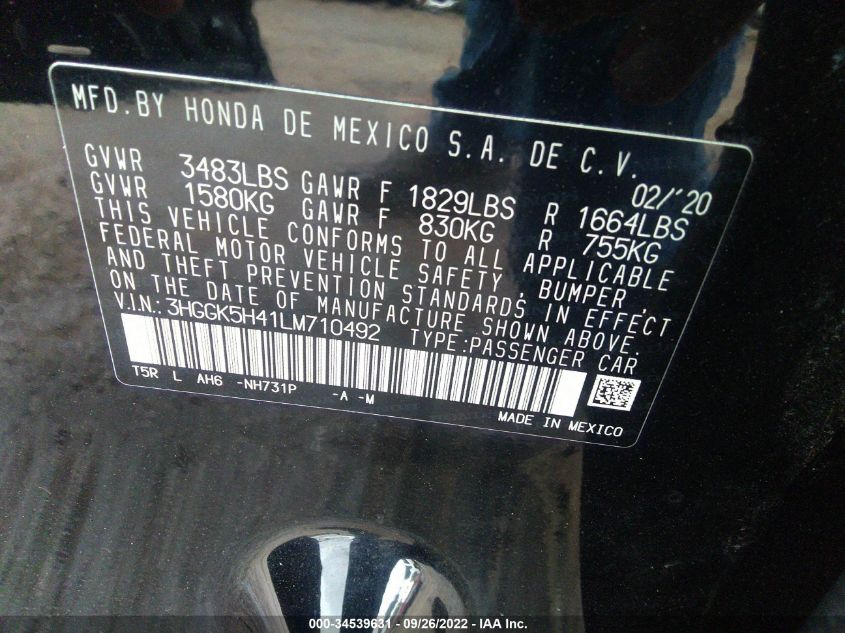 MFD.BY HONDA DE MEXICO S.A. DE C.V.
02/'20
GVWR 3483LBS GAWR F 1829LBS R 1664LBS
GVWR 1580KG GAWR F 830KG R 755KG
THIS VEHICLE CONFORMS TO ALL APPLICABLE
FEDERAL MOTOR VEHICLE SAFETY, BUMPER,
AND THEFT PREVENTION STANDARDS IN EFFECT
ON THE DATE OF MANUFACTURE SHOWN ABOVE.
V.I.N.:3HGGK5H41LM710492 TYPE:PASSENGER CAR
T5R L AH6 -NH731P -A -M
MADE IN MEXICO
000-34539631 - 09/26/2022 - IAA Inc.